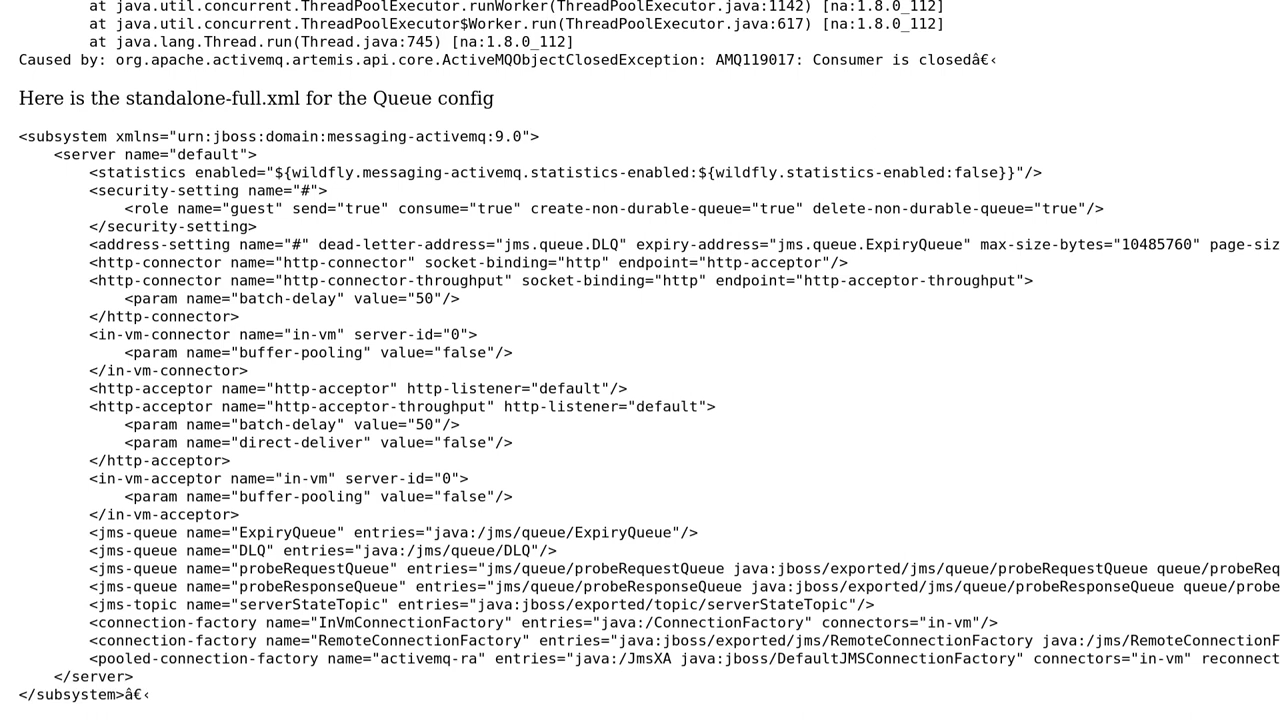 at java.util.concurrent.ThreadPoolExecutor.runWorker(ThreadPoolExecutor.java:1142) [na:1.8.0_112]
at java.util.concurrent.ThreadPoolExecutor$Worker.run(ThreadPoolExecutor.java:617) [na:1.8.0_112]
at java.lang.Thread.run(Thread.java:745) [na:1.8.0_112]
Caused by: org.apache.activemq.artemis.api.core.ActiveMQObjectClosedException: AMQ119017: Consumer is closedâ€‹
Here is the standalone-full.xml for the Queue config
<subsystem xmlns="urn:jboss:domain:messaging-activemq:9.0">
<server name="default">
<statistics enabled="${wildfly.messaging-activemq.statistics-enabled:${wildfly.statistics-enabled:false}}"/>
<security-setting name="#">
<role name="guest" send="true" consume="true" create-non-durable-queue="true" delete-non-durable-queue="true"/>
</security-setting>
<address-setting name="#" dead-letter-address="jms.queue.DLQ" expiry-address="jms.queue.ExpiryQueue" max-size-bytes="10485760" page-siz
<http-connector name="http-connector" socket-binding="http" endpoint="http-acceptor"/>
<http-connector name="http-connector-throughput" socket-binding="http" endpoint="http-acceptor-throughput">
<param name="batch-delay" value="50"/>
</http-connector>
<in-vm-connector name="in-vm" server-id="0">
<param name="buffer-pooling" value="false"/>
</in-vm-connector>
<http-acceptor name="http-acceptor" http-listener="default"/>
<http-acceptor name="http-acceptor-throughput" http-listener="default">
<param name="batch-delay" value="50"/>
<param name="direct-deliver" value="false"/>
</http-acceptor>
<in-vm-acceptor name="in-vm" server-id="0">
<param name="buffer-pooling" value="false"/>
</in-vm-acceptor>
<jms-queue name="ExpiryQueue" entries="java:/jms/queue/ExpiryQueue"/>
<jms-queue name="DLQ" entries="java:/jms/queue/DLQ"/>
<jms-queue name="probeRequestQueue" entries="jms/queue/probeRequestQueue java:jboss/exported/jms/queue/probeRequestQueue queue/probeReq
<jms-queue name="probeResponseQueue" entries="jms/queue/probeResponseQueue java:jboss/exported/jms/queue/probeResponseQueue queue/probe
<jms-topic name="serverStateTopic" entries="java:jboss/exported/topic/serverStateTopic"/>
<connection-factory name="InVmConnectionFactory" entries="java:/ConnectionFactory" connectors="in-vm"/>
<connection-factory name="RemoteConnectionFactory" entries="java:jboss/exported/jms/RemoteConnectionFactory java:/jms/RemoteConnectionF
<pooled-connection-factory name="activemq-ra" entries="java:/JmsXA java:jboss/DefaultJMSConnectionFactory" connectors="in-vm" reconnect
</server>
</subsystem>â€‹